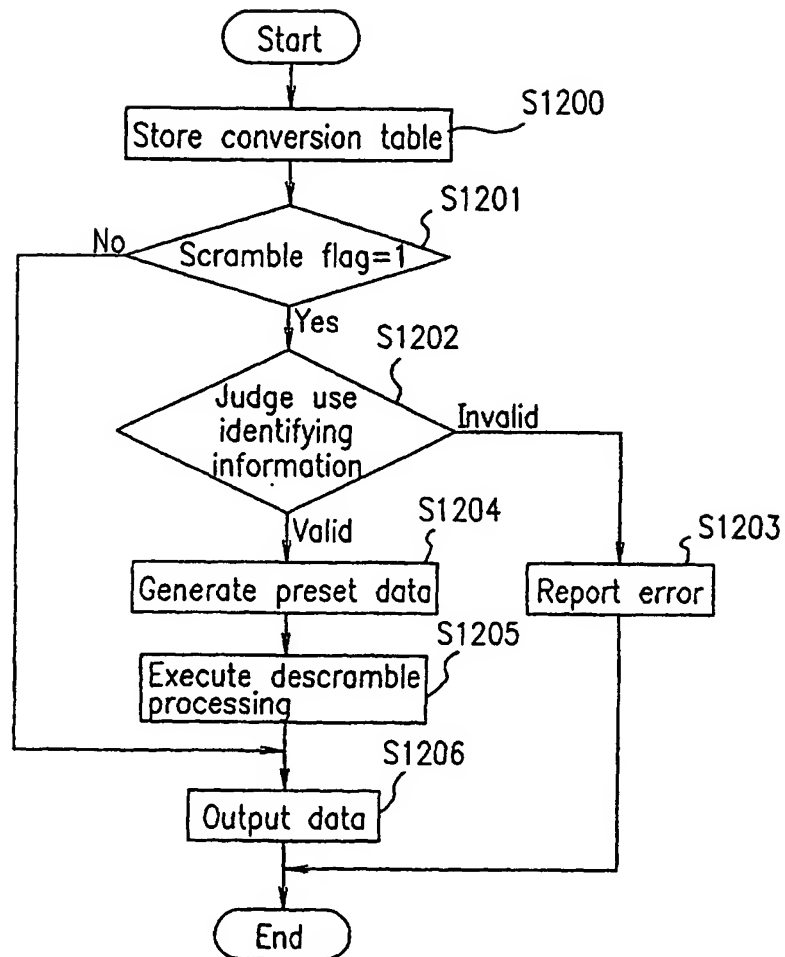 Start
S1200
Store conversion table
S1201
No
Scramble flag=1
Yes
S1202
Judge use
identifying
information
Invalid
Valid
S1204
S1203
Generate preset data
Report error
S1205
Execute descramble
processing
S1206
Output data
End